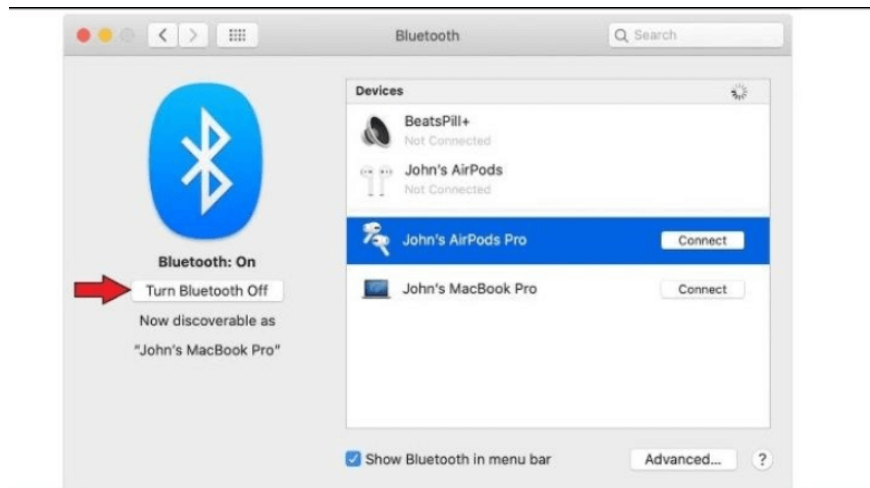 Bluetooth
Search
Devices
BeatsPill+
Not Connected
John's AirPods
Not Connected
John's AirPods Pro
Connect
John's MacBook Pro
Connect
Bluetooth: On
Turn Bluetooth Off
Now discoverable as
"John's MacBook Pro"
Show Bluetooth in menu bar
Advanced...
?